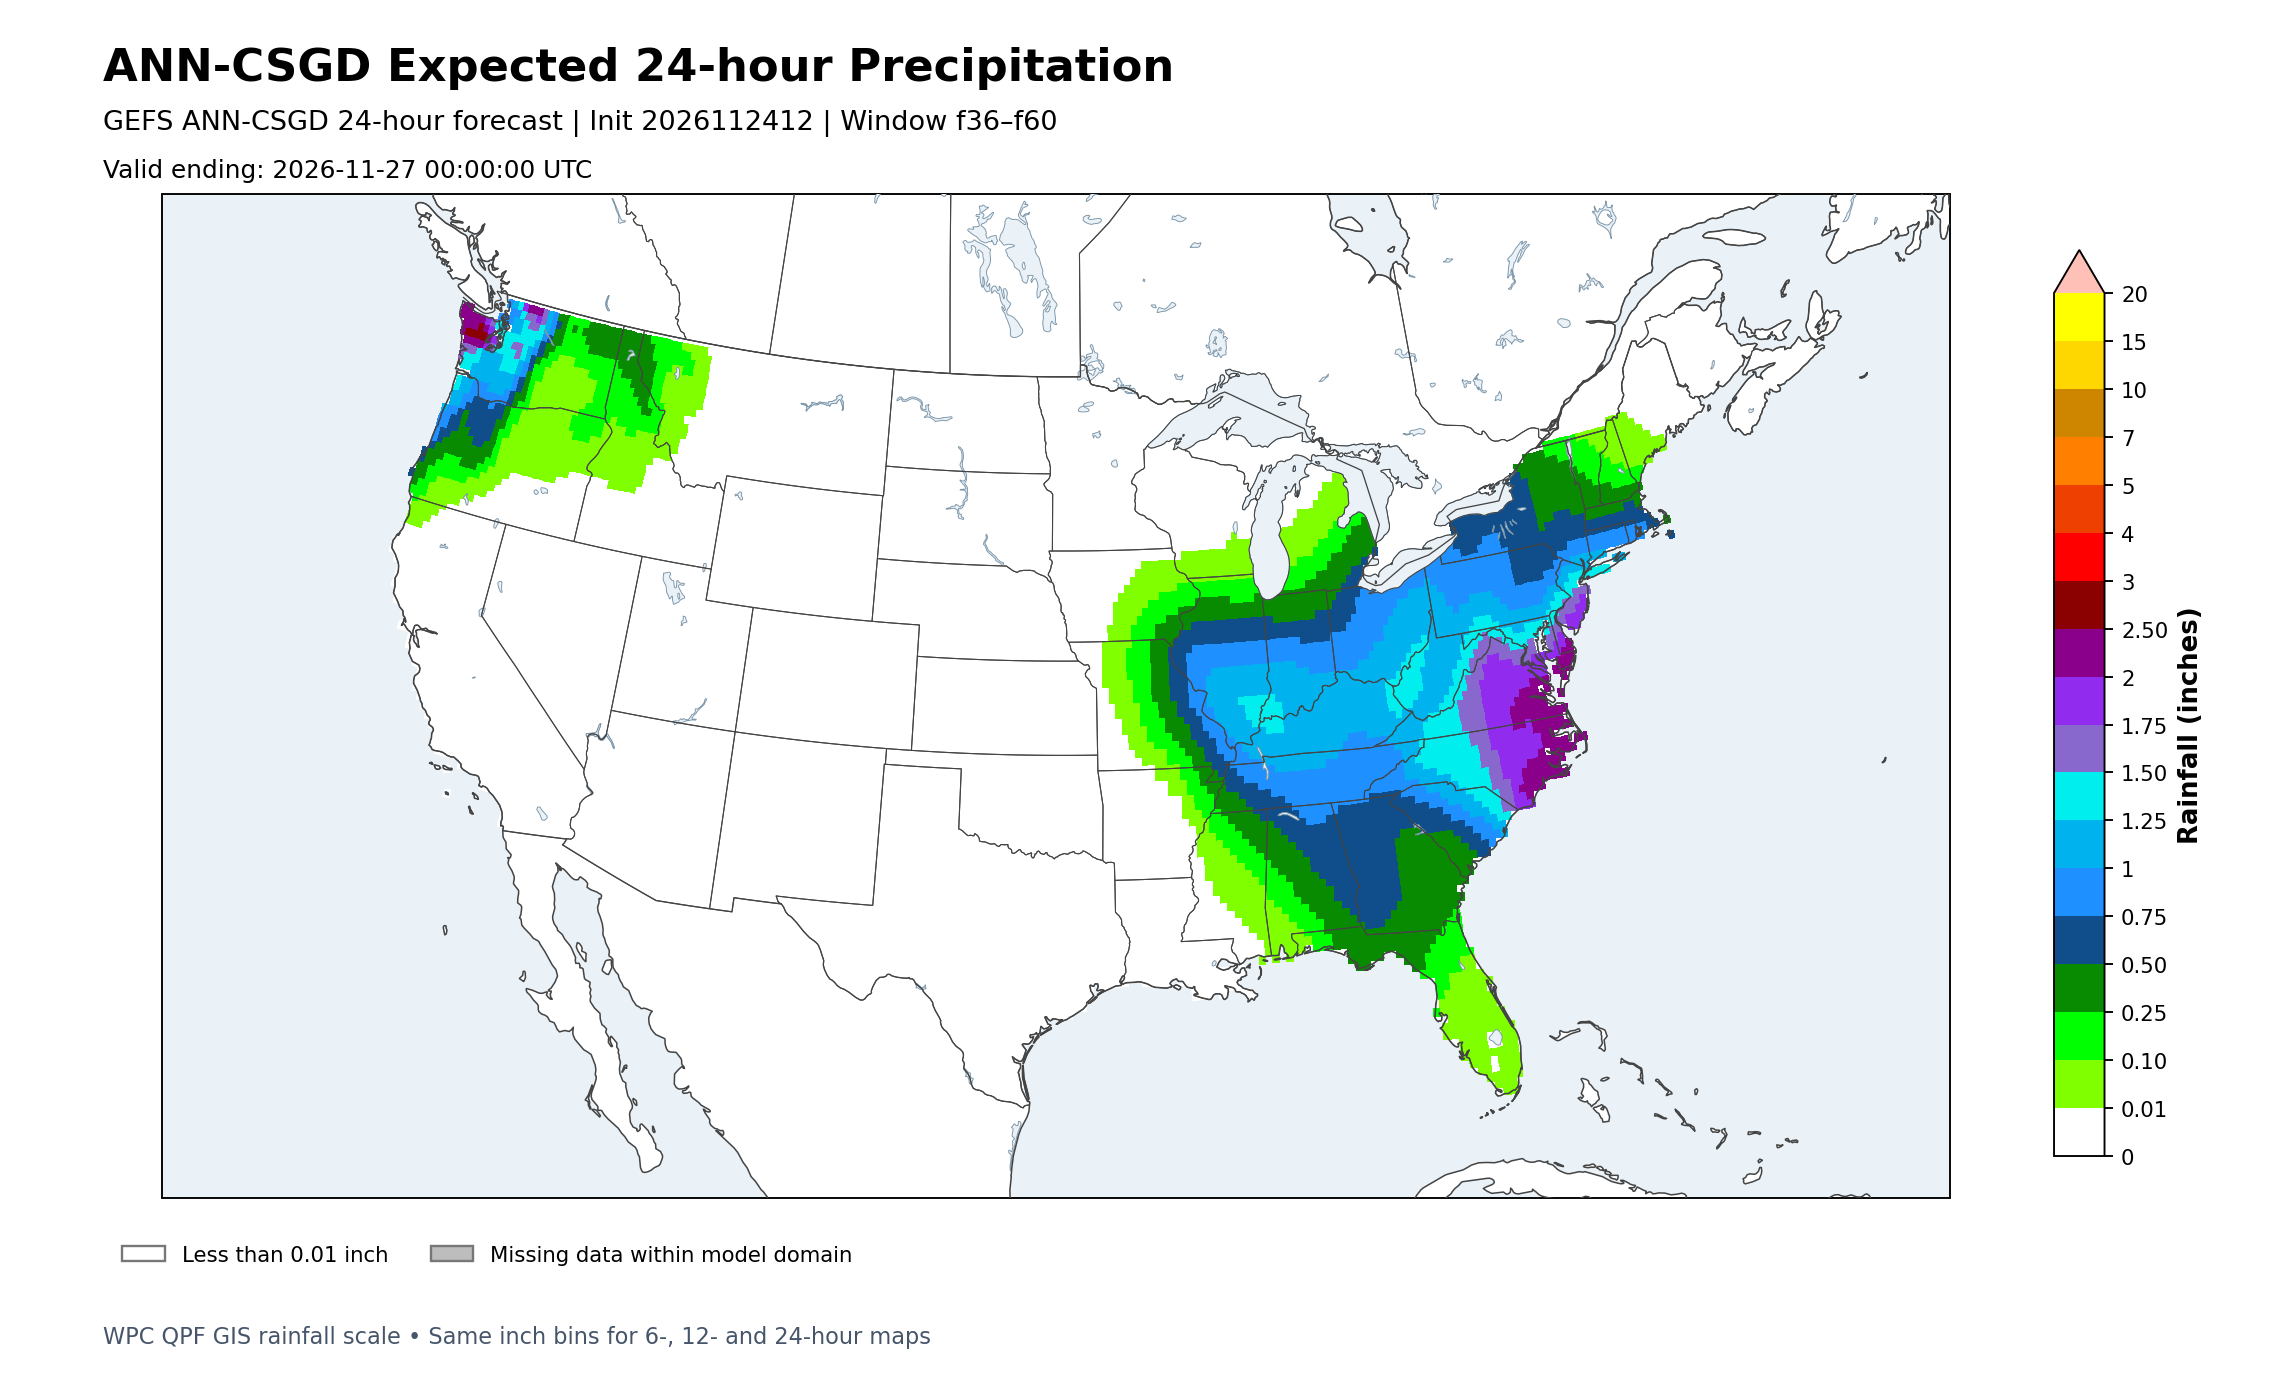 ANN-CSGD Expected 24-hour Precipitation
GEFS ANN-CSGD 24-hour forecast | Init 2026112412 | Window f36–f60
Valid ending: 2026-11-27 00:00:00 UTC
20
15
10
7
5
4
3
2.50
2
1.75
1.50
1.25
1
0.75
0.50
0.25
0.10
0.01
0
Rainfall (inches)
Less than 0.01 inch
Missing data within model domain
WPC QPF GIS rainfall scale • Same inch bins for 6-, 12- and 24-hour maps